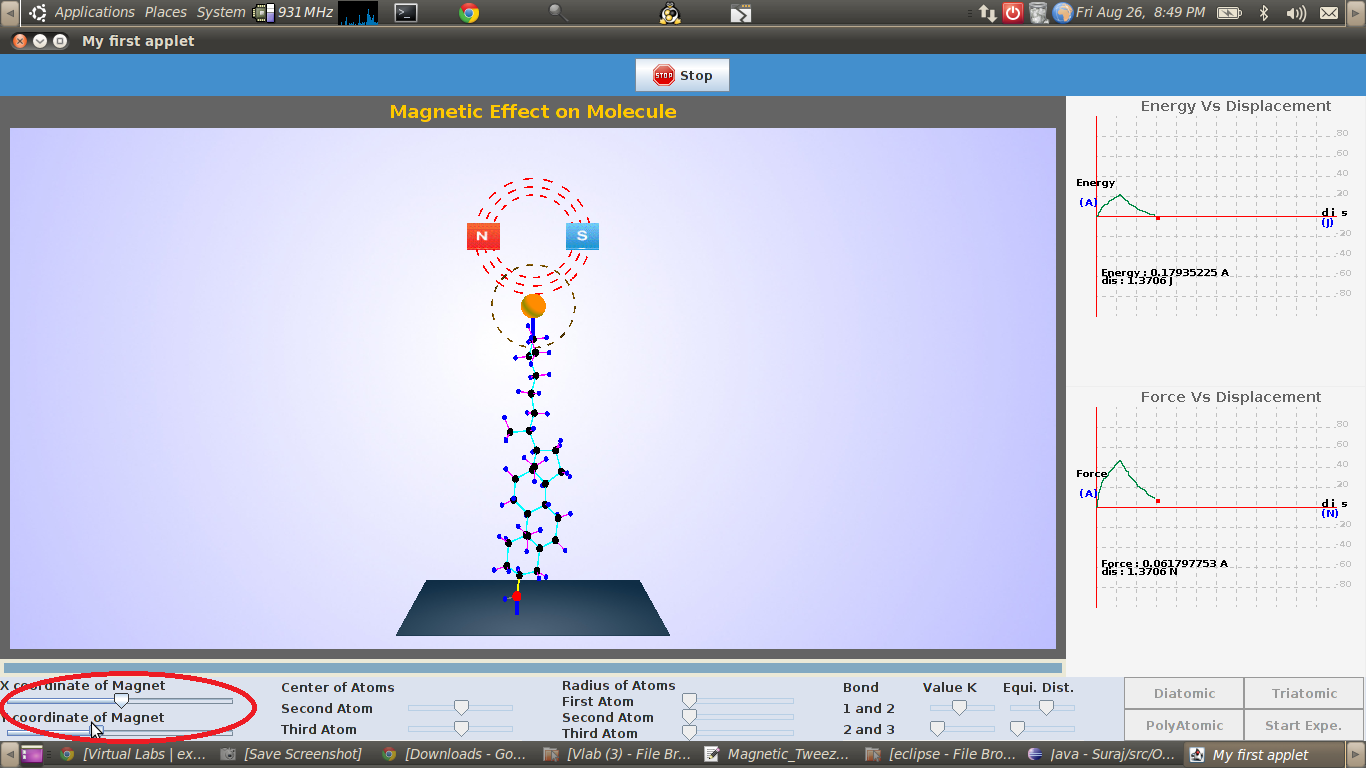 Applications Places System 931 MHz Fri Aug 26, 8:49 PM
My first applet
STOP Stop
Magnetic Effect on Molecule
N S
Energy Vs Displacement
80
60
40
Energy
20
(A)
d i s
(J)
-20
-40
-60
Energy : 0.17935225 A
dis : 1.3706 J
-80
Force Vs Displacement
80
60
40
Force
20
(A)
d i s
(N)
-20
-40
-60
Force : 0.061797753 A
dis : 1.3706 N
-80
X coordinate of Magnet
coordinate of Magnet
Center of Atoms
Second Atom
Third Atom
Radius of Atoms
First Atom
Second Atom
Third Atom
Bond Value K Equi. Dist.
1 and 2
2 and 3
Diatomic Triatomic
PolyAtomic Start Expe.
[Virtual Labs | ex... [Save Screenshot] [Downloads - Go... [Vlab (3) - File Br... Magnetic_Tweez... [eclipse - File Bro... Java - Suraj/src/O... My first applet